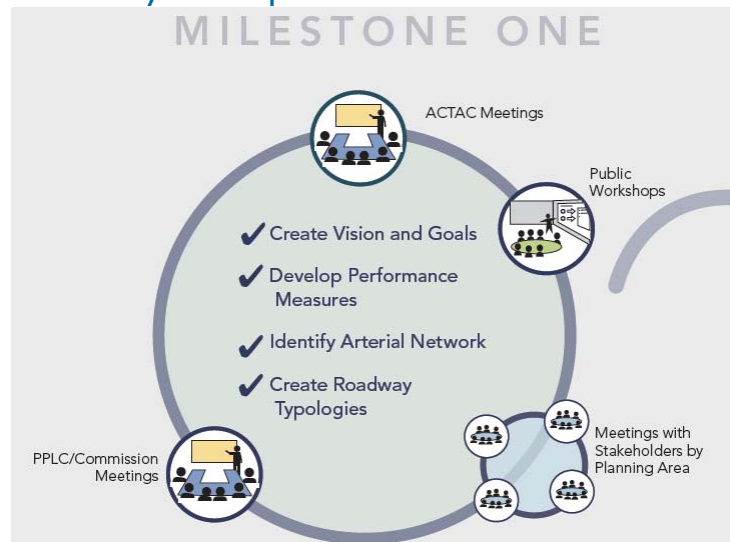 MILESTONE ONE
ACTAC Meetings
Public
Workshops
✓ Create Vision and Goals
✓ Develop Performance
Measures
✓ Identify Arterial Network
✓ Create Roadway
Typologies
PPLC/Commission
Meetings
Meetings with
Stakeholders by
Planning Area